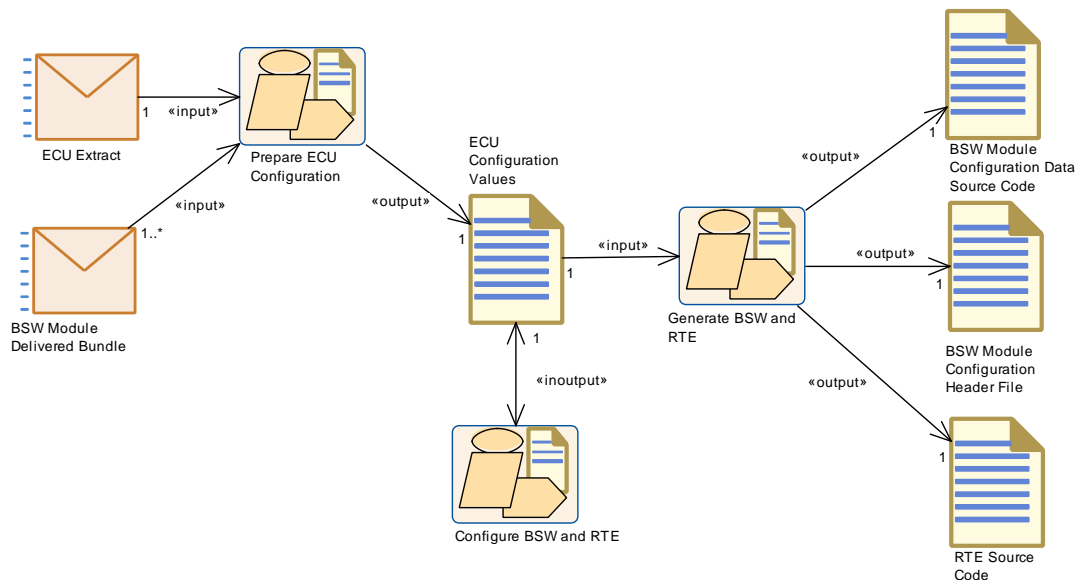 ECU Extract
1
«input»
Prepare ECU
Configuration
«input»
1..*
BSW Module
Delivered Bundle
«output»
ECU
Configuration
Values
1
1
«input»
1
«inoutput»
Configure BSW and RTE
Generate BSW and
RTE
«output»
1
BSW Module
Configuration Data
Source Code
«output»
1
BSW Module
Configuration
Header File
«output»
1
RTE Source
Code